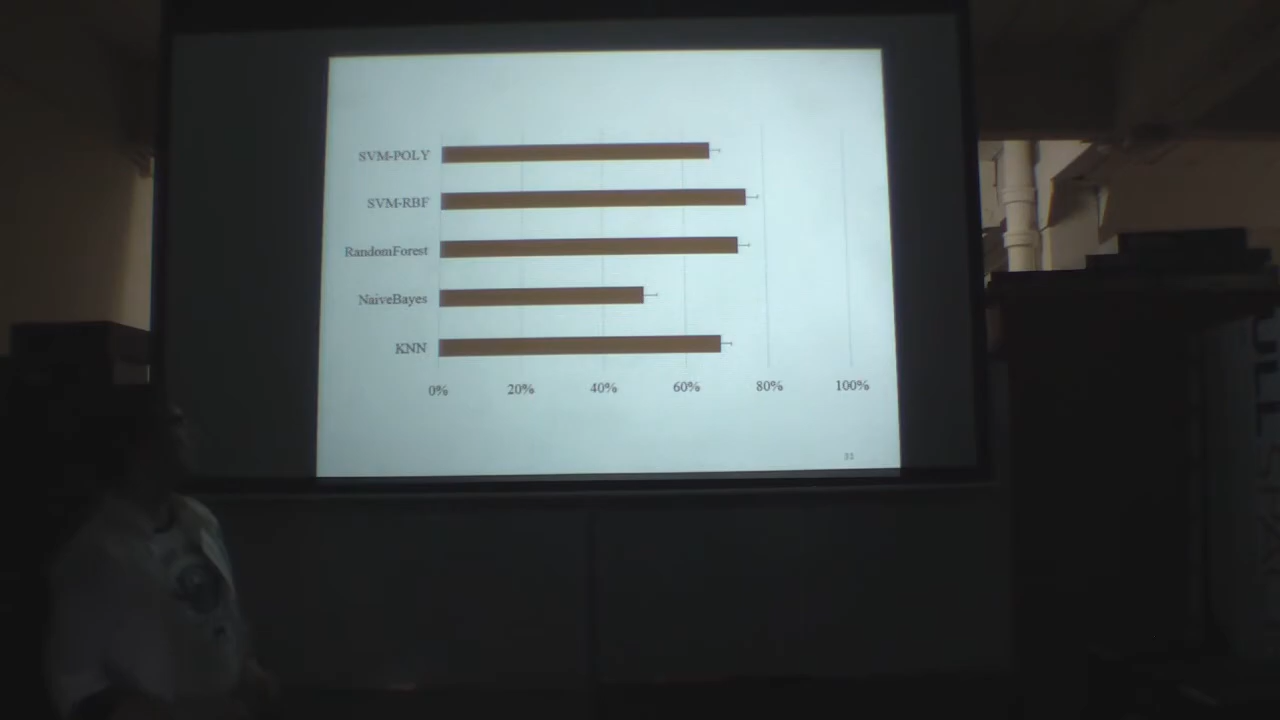 SVM-POLY
SVM-RBF
RandomForest
NaiveBayes
KNN
0% 20% 40% 60% 80% 100%